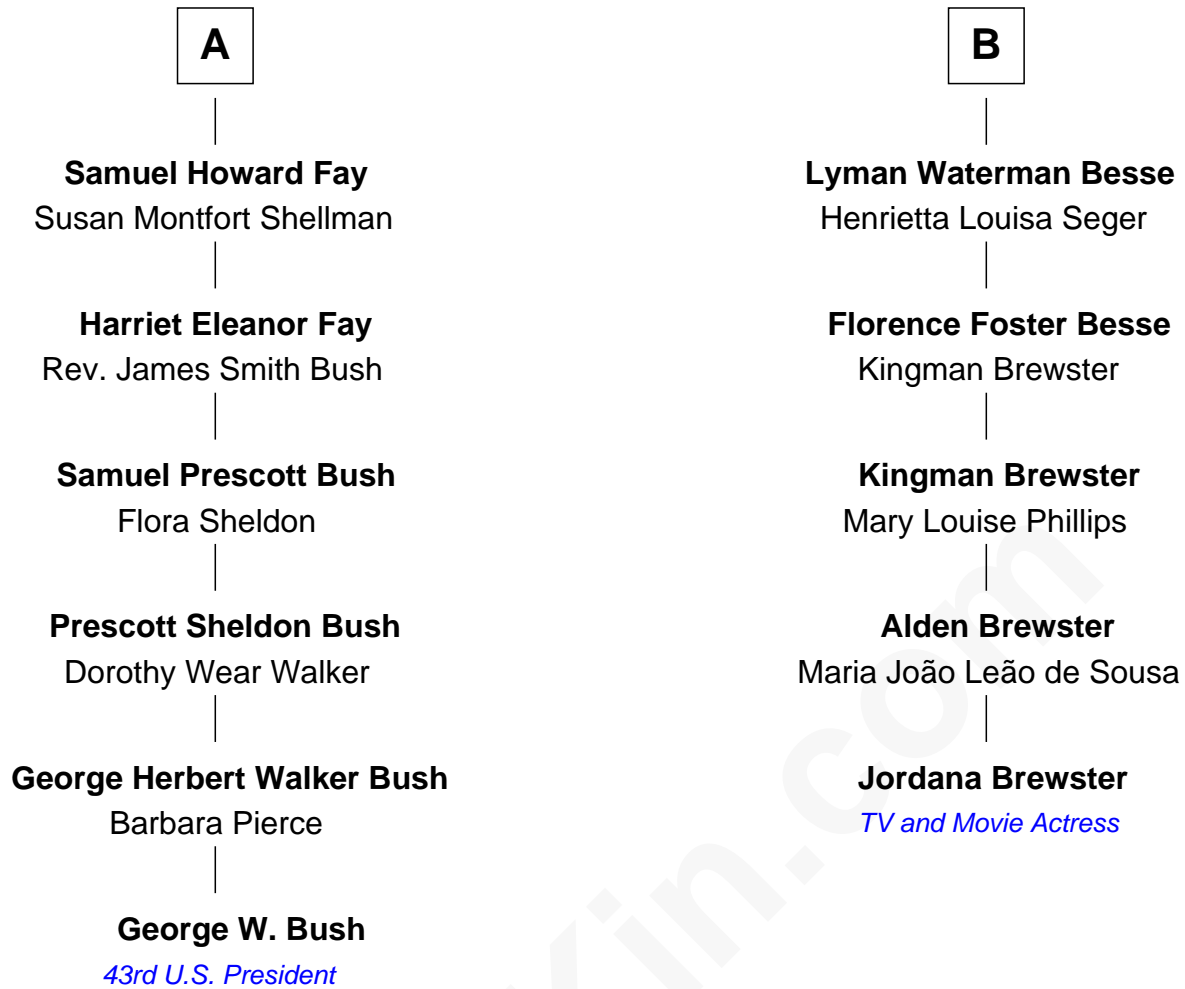 A
Samuel Howard Fay
Susan Montfort Shellman
Harriet Eleanor Fay
Rev. James Smith Bush
Samuel Prescott Bush
Flora Sheldon
Prescott Sheldon Bush
Dorothy Wear Walker
George Herbert Walker Bush
Barbara Pierce
George W. Bush
43rd U.S. President
B
Lyman Waterman Besse
Henrietta Louisa Seger
Florence Foster Besse
Kingman Brewster
Kingman Brewster
Mary Louise Phillips
Alden Brewster
Maria João Leão de Sousa
Jordana Brewster
TV and Movie Actress
Kin.com